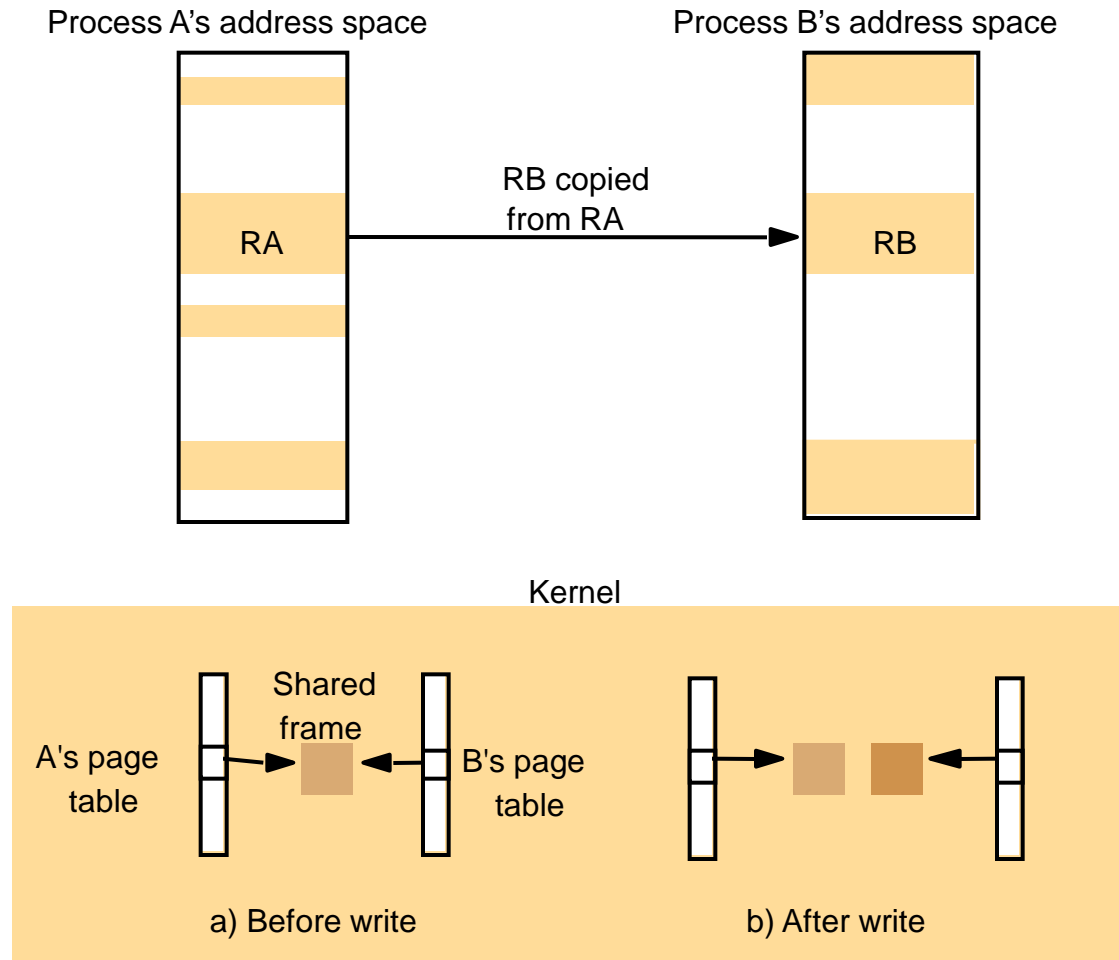 Process A’s address space
Process B’s address space
RB copied
from RA
RA
RB
Kernel
Shared
frame
A's page
table
B's page
table
a) Before write
b) After write